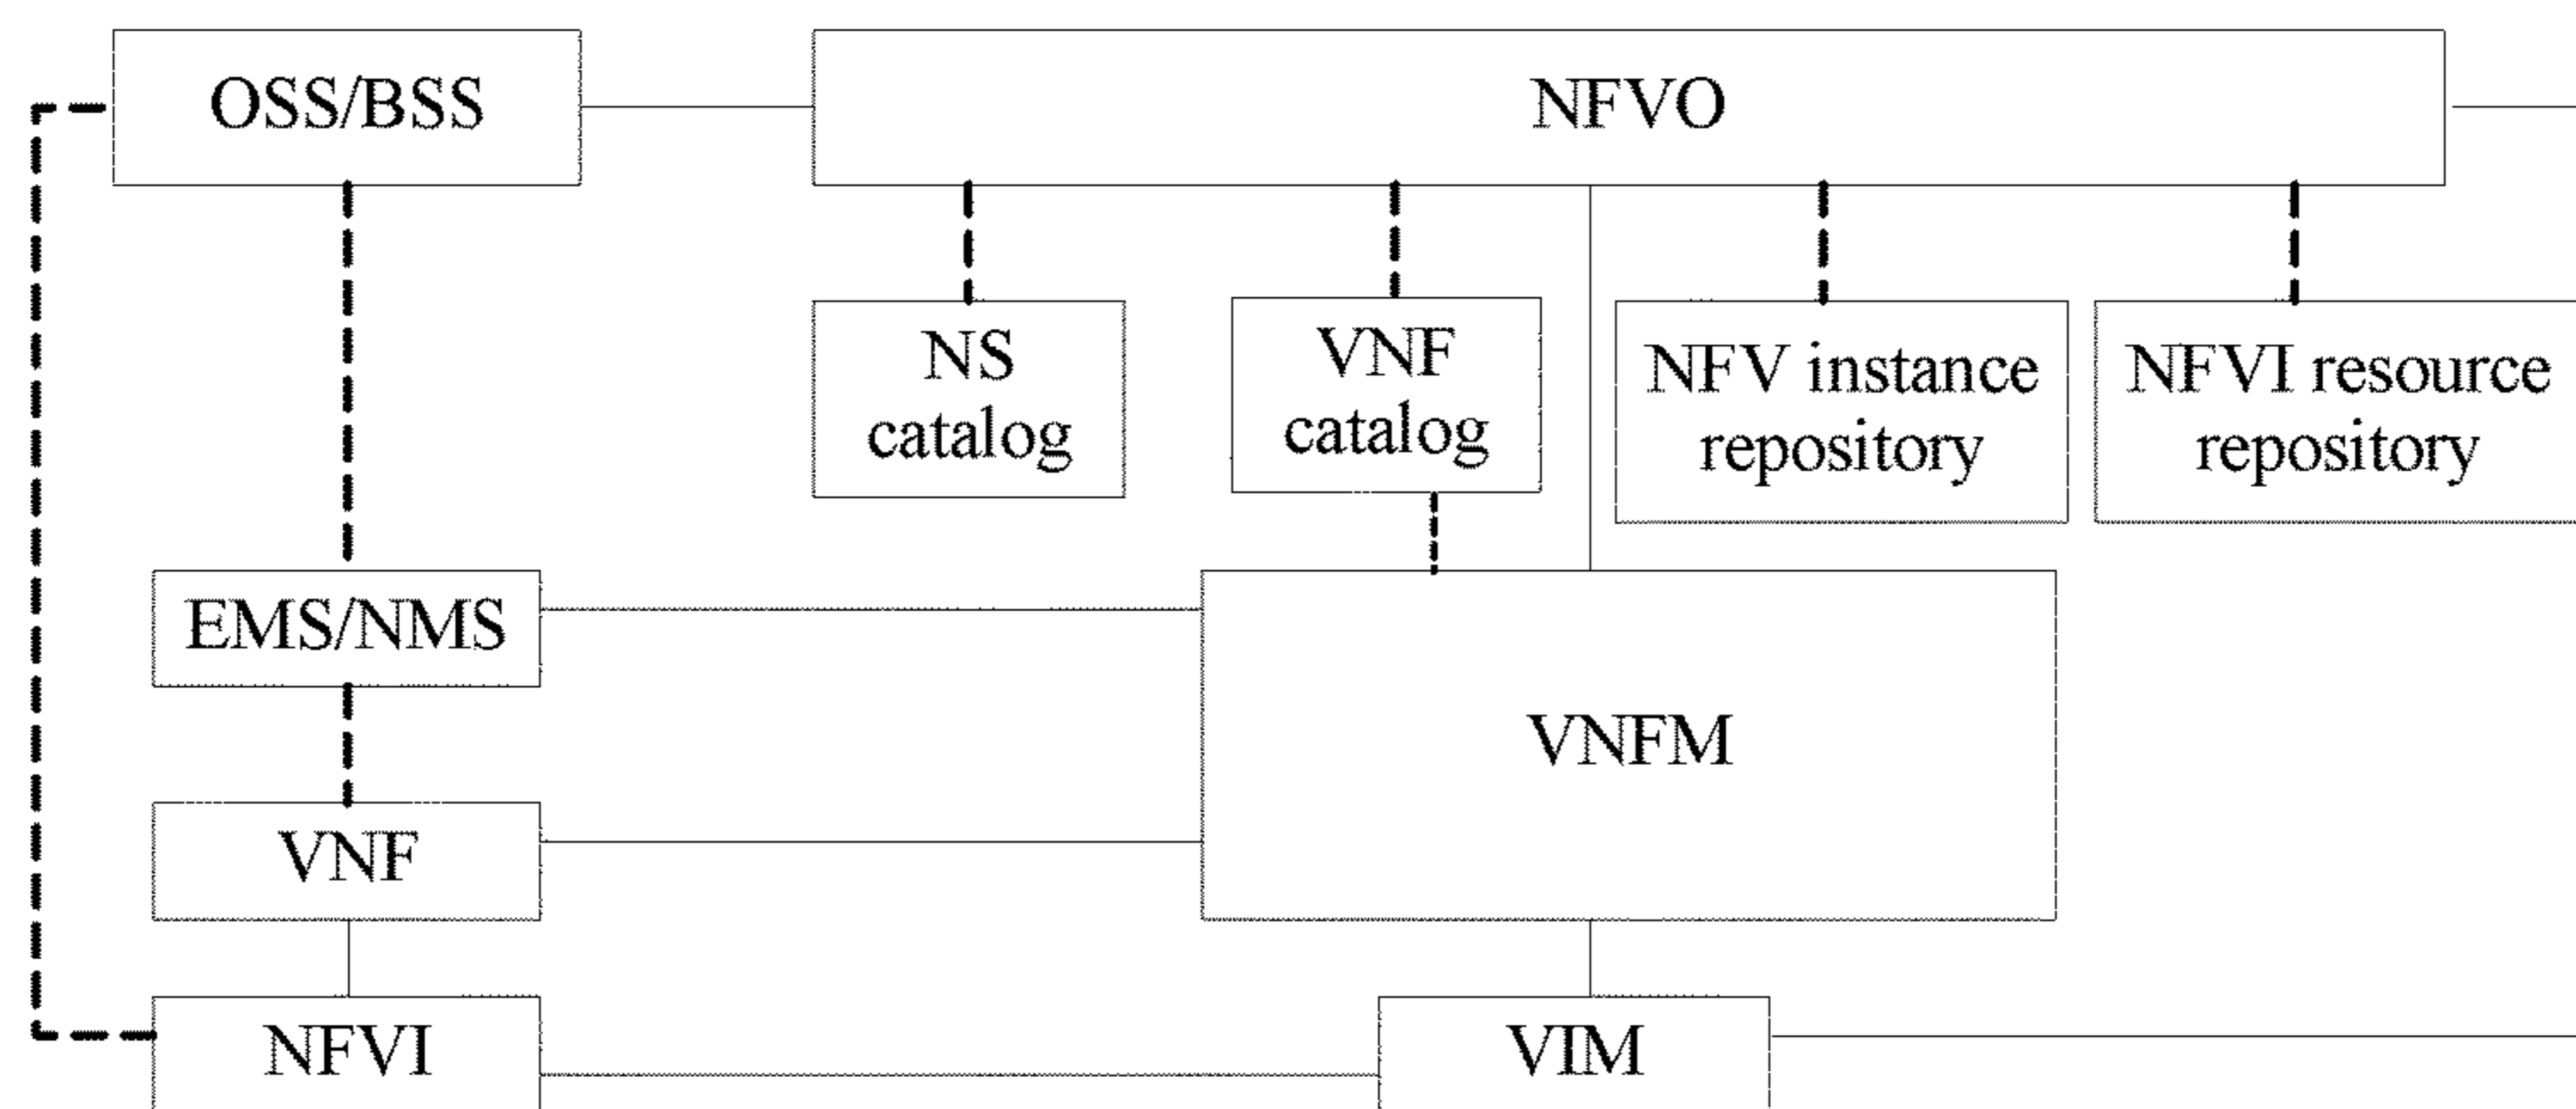 OSS/BSS
NFVO
NS
catalog
VNF
catalog
NFV instance
repository
NFVI resource
repository
EMS/NMS
VNFM
VNF
NFVI
VIM